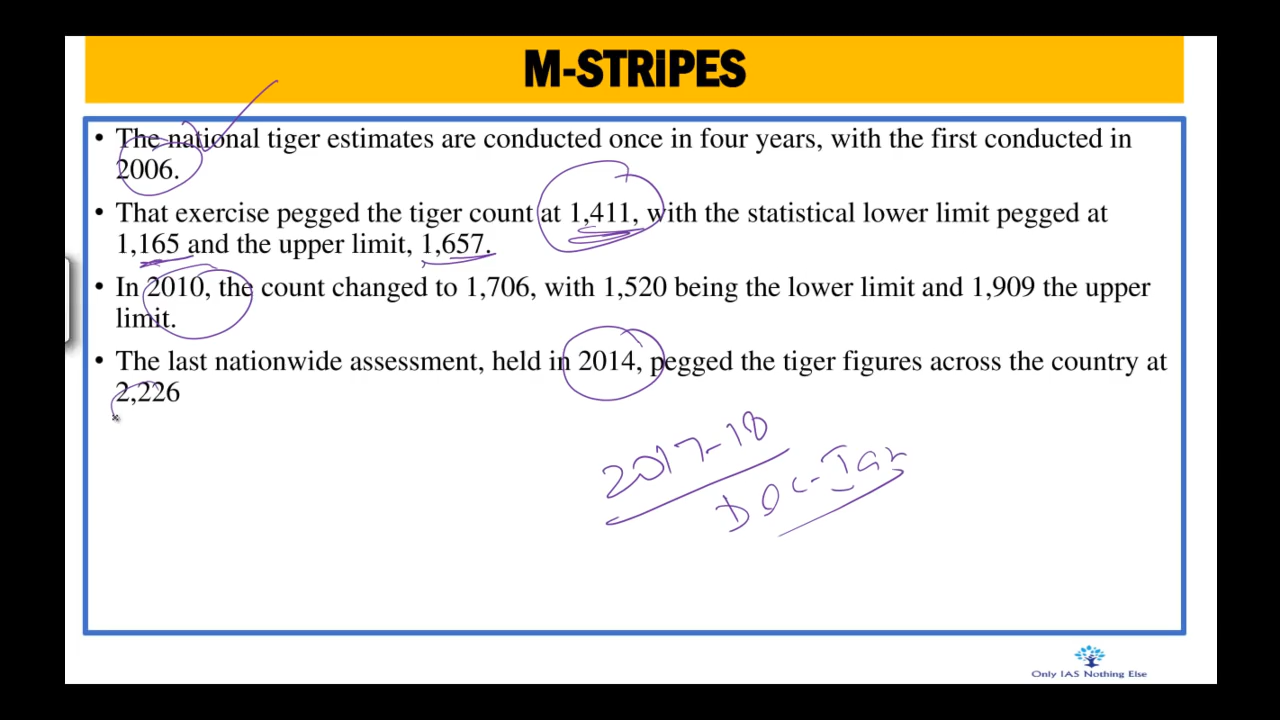 M-STRiPES
• The national tiger estimates are conducted once in four years, with the first conducted in
2006.
• That exercise pegged the tiger count at 1,411, with the statistical lower limit pegged at
1,165 and the upper limit, 1,657.
• In 2010, the count changed to 1,706, with 1,520 being the lower limit and 1,909 the upper
limit.
• The last nationwide assessment, held in 2014, pegged the tiger figures across the country at
2,226
2017-18
Dec-Jan
Only IAS Nothing Else